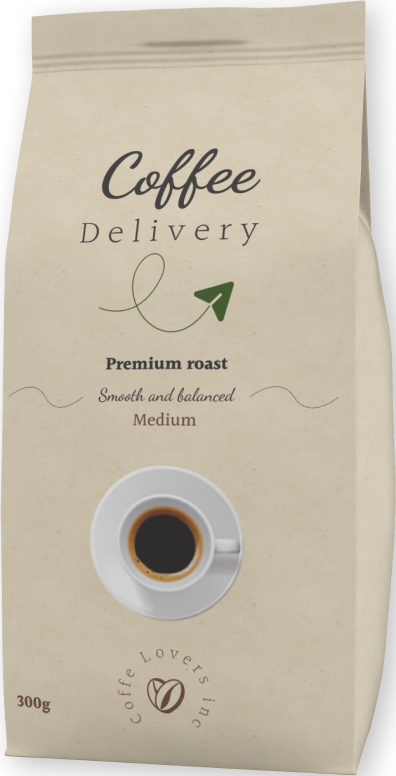 Coffee
Delivery
Premium roast
Smooth and balanced
Medium
Coffe Lovers inc
300g